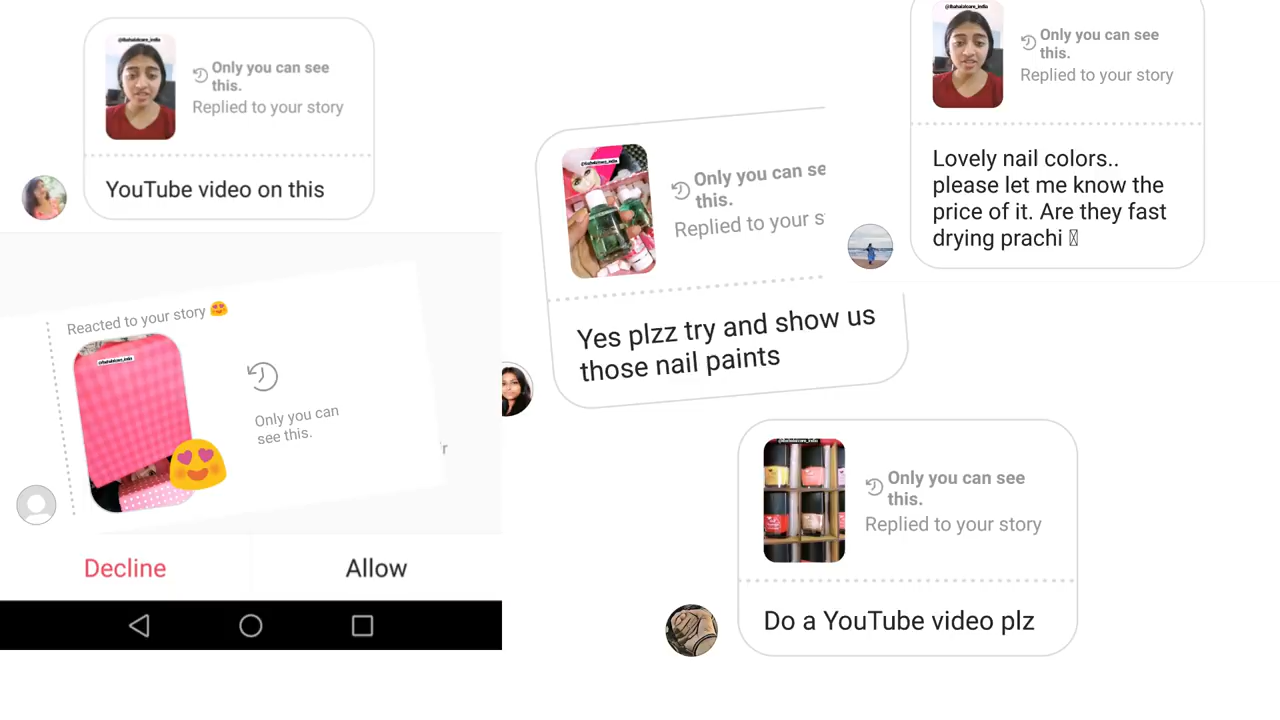 @thahalalcare_india
Only you can see
this.
Replied to your story
YouTube video on this
Reacted to your story 😍
Only you can
see this.
r
Decline
Allow
Only you can se
this.
Replied to your s
Yes plzz try and show us
those nail paints
Only you can see
this.
Replied to your story
Lovely nail colors..
please let me know the
price of it. Are they fast
drying prachi
Only you can see
this.
Replied to your story
Do a YouTube video plz